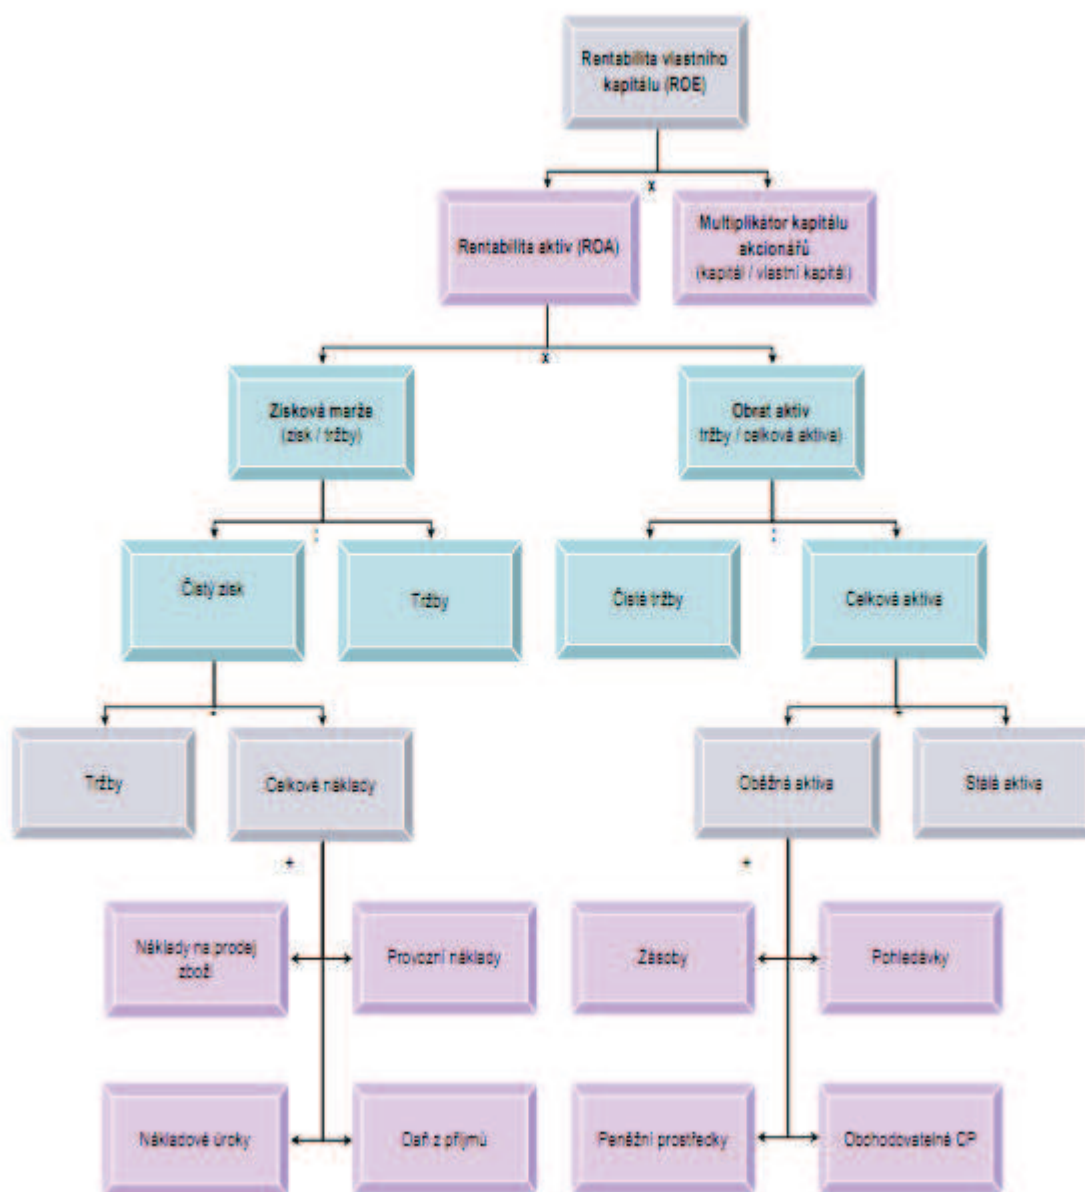 Rentabilita vlastního
kapitálu (ROE)
x
Rentabilita aktiv (ROA)
Multiplikátor kapitálu
akcionářů
(kapitál / vlastní kapitál)
x
Zisková marže
(zisk / tržby)
Obrat aktiv
tržby / celková aktiva)
:
:
Čistý zisk
Tržby
Čisté tržby
Celková aktiva
-
+
Tržby
Celkové náklady
Oběžná aktiva
Stálá aktiva
+
+
Náklady na prodej
zboží
Provozní náklady
Zásoby
Pohledávky
Nákladové úroky
Daň z příjmů
Peněžní prostředky
Obchodovatelné CP